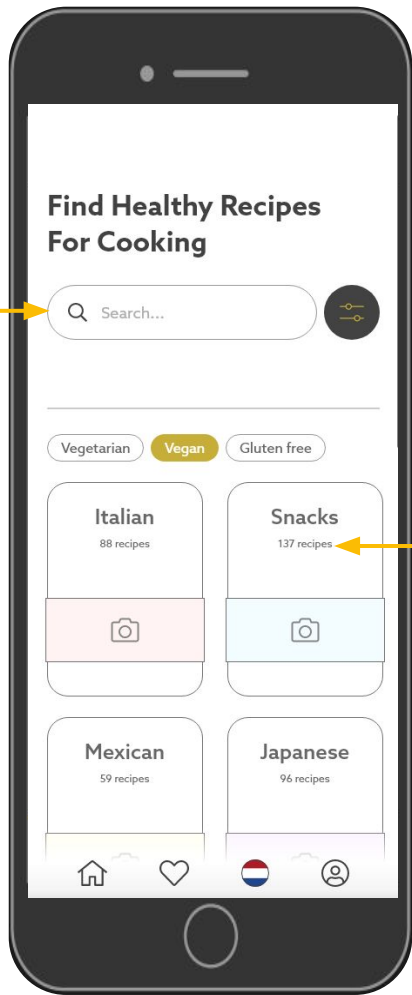 Find Healthy Recipes
For Cooking
Search...
Vegetarian Vegan Gluten free
Italian Snacks
88 recipes 137 recipes
Mexican Japanese
59 recipes 96 recipes